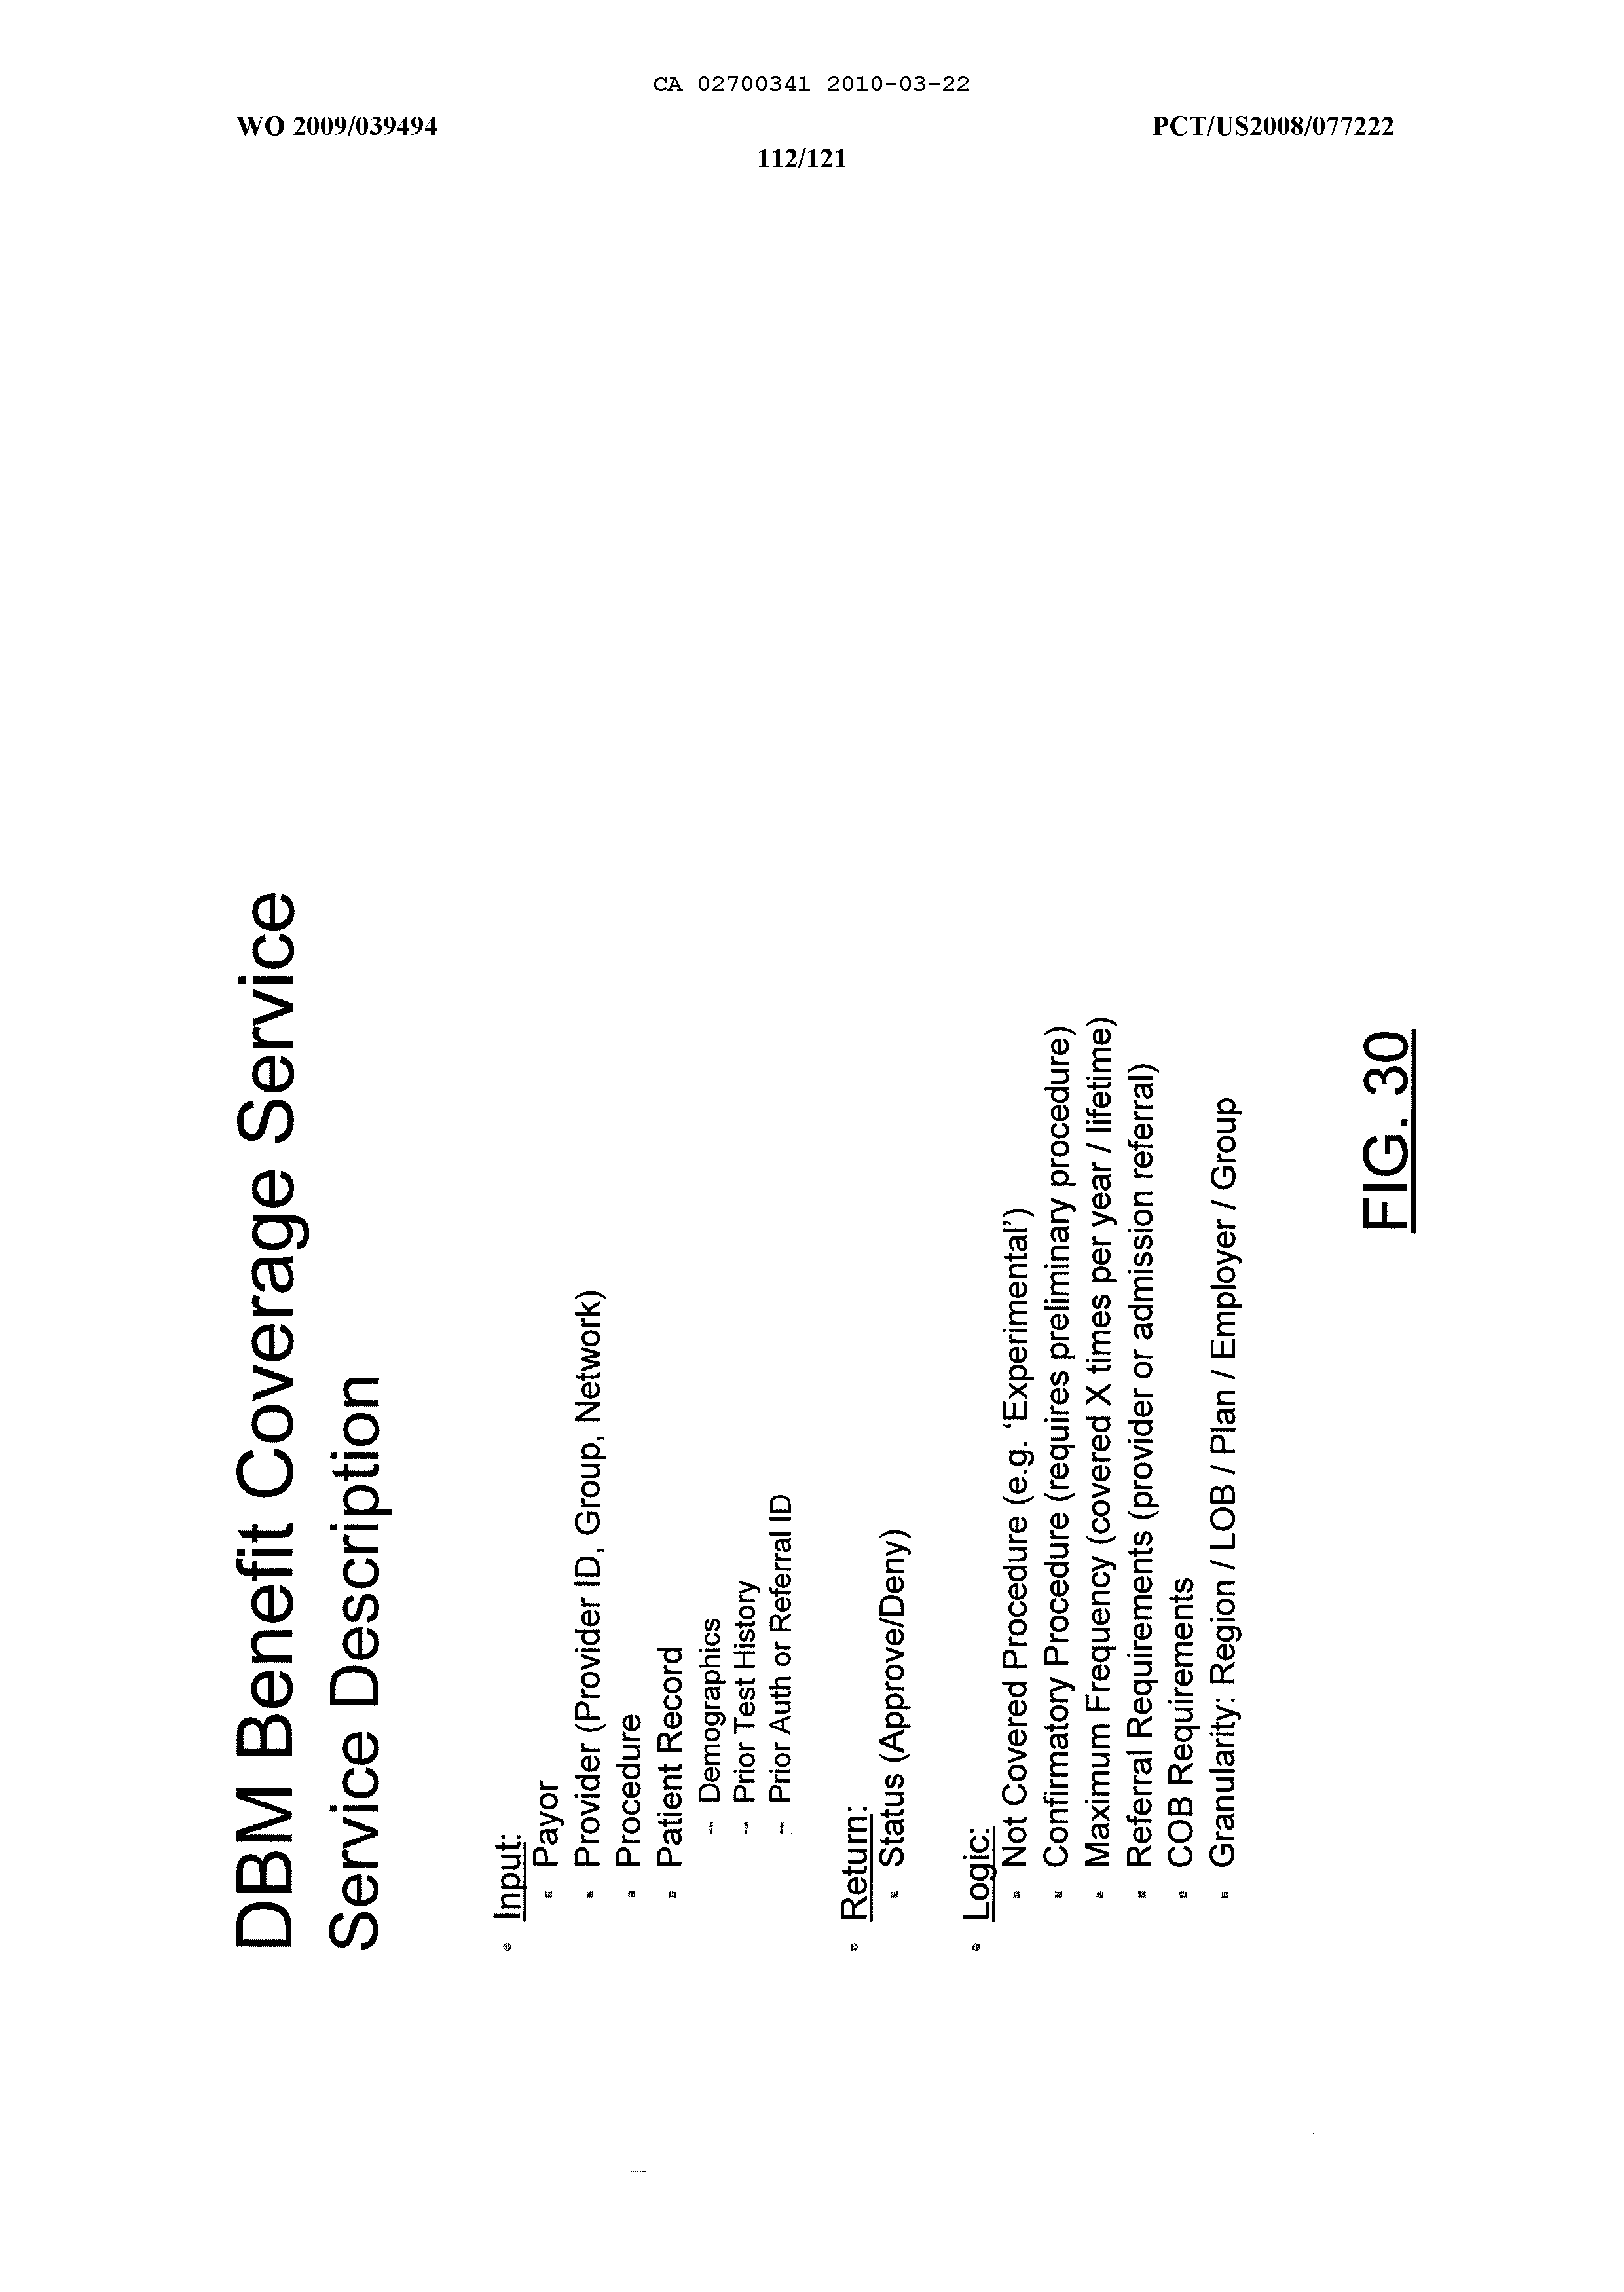 CA 02700341 2010-03-22
WO 2009/039494
PCT/US2008/077222
112/121
DBM Benefit Coverage Service
Service Description
• Input:
▪ Payor
▪ Provider (Provider ID, Group, Network)
▪ Procedure
▪ Patient Record
– Demographics
– Prior Test History
– Prior Auth or Referral ID
• Return:
▪ Status (Approve/Deny)
• Logic:
▪ Not Covered Procedure (e.g. ‘Experimental’)
▪ Confirmatory Procedure (requires preliminary procedure)
▪ Maximum Frequency (covered X times per year / lifetime)
▪ Referral Requirements (provider or admission referral)
▪ COB Requirements
▪ Granularity: Region / LOB / Plan / Employer / Group
FIG. 30